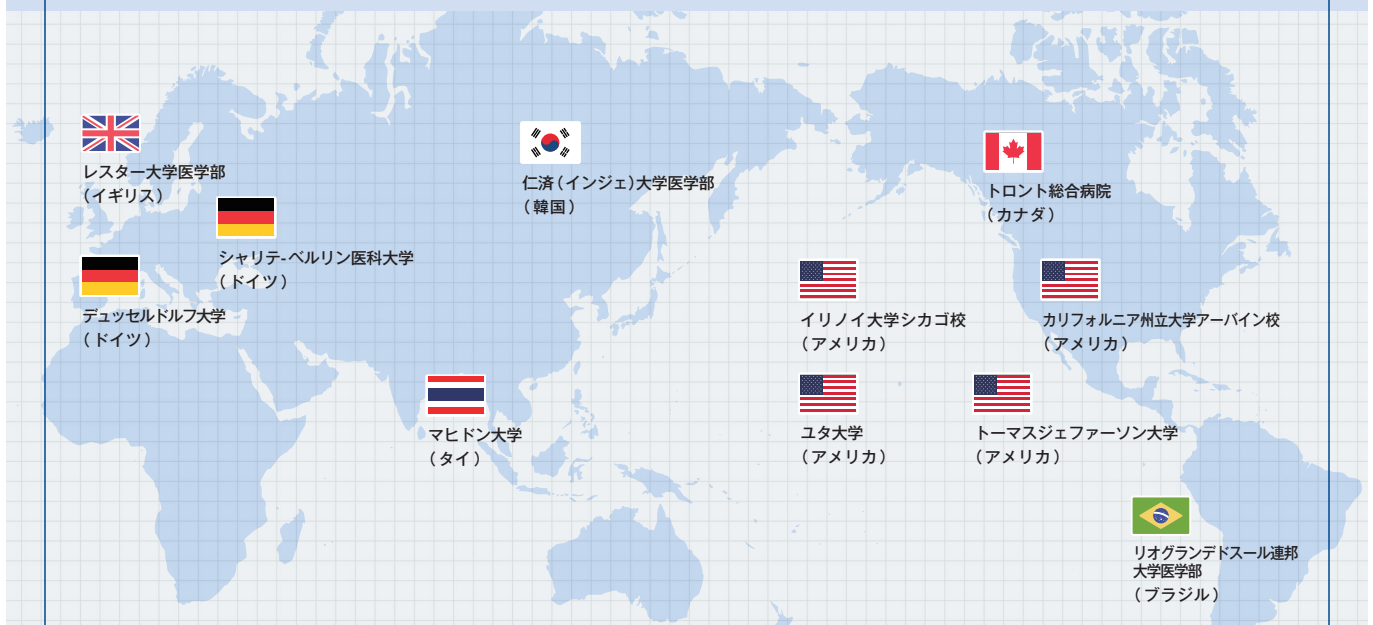 レスター大学医学部
（イギリス）
シャリテ-ベルリン医科大学
（ドイツ）
デュッセルドルフ大学
（ドイツ）
仁済（インジェ）大学医学部
（韓国）
マヒドン大学
（タイ）
トロント総合病院
（カナダ）
イリノイ大学シカゴ校
（アメリカ）
カリフォルニア州立大学アーバイン校
（アメリカ）
ユタ大学
（アメリカ）
トーマスジェファーソン大学
（アメリカ）
リオグランデドスール連邦
大学医学部
（ブラジル）